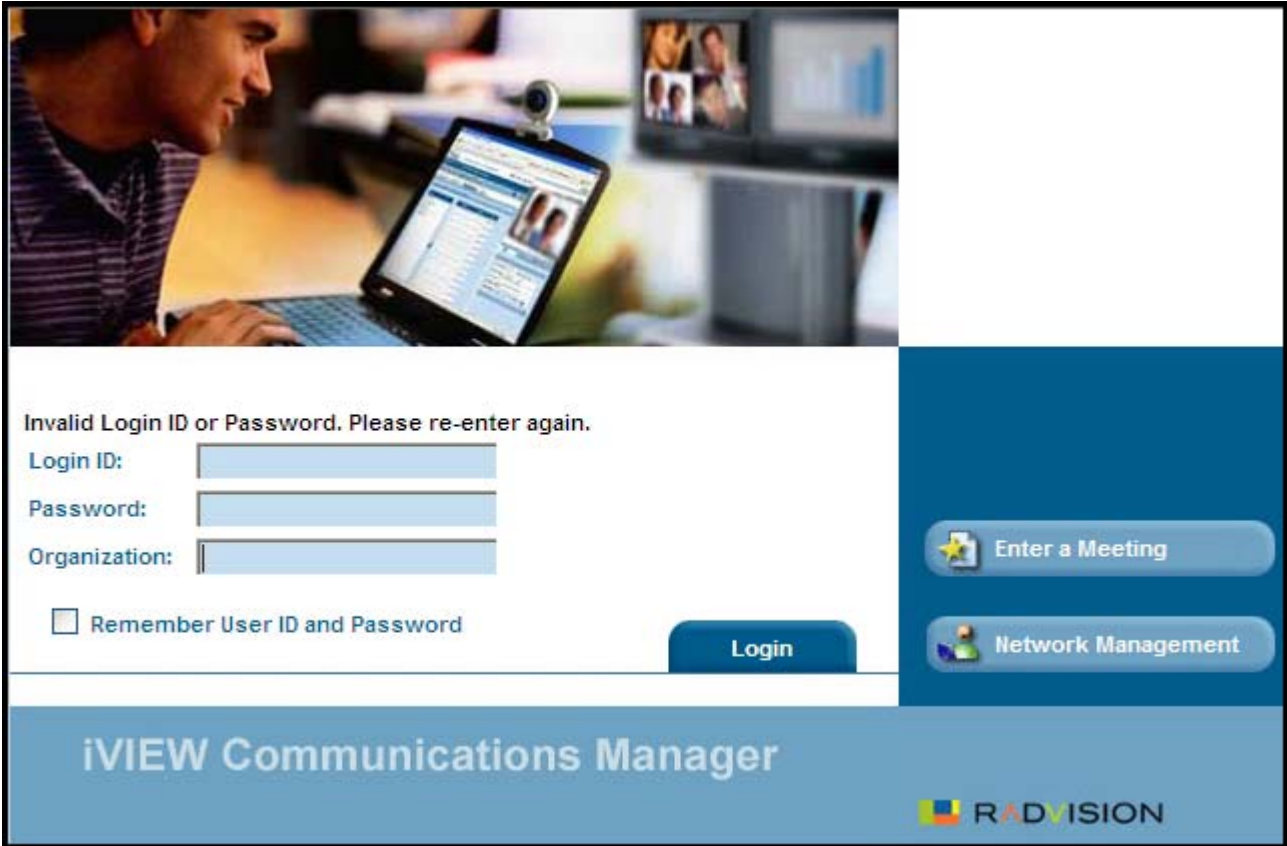 Invalid Login ID or Password. Please re-enter again.
Login ID:
Password:
Organization:
Remember User ID and Password
Login
Enter a Meeting
Network Management
iVIEW Communications Manager
RADVISION